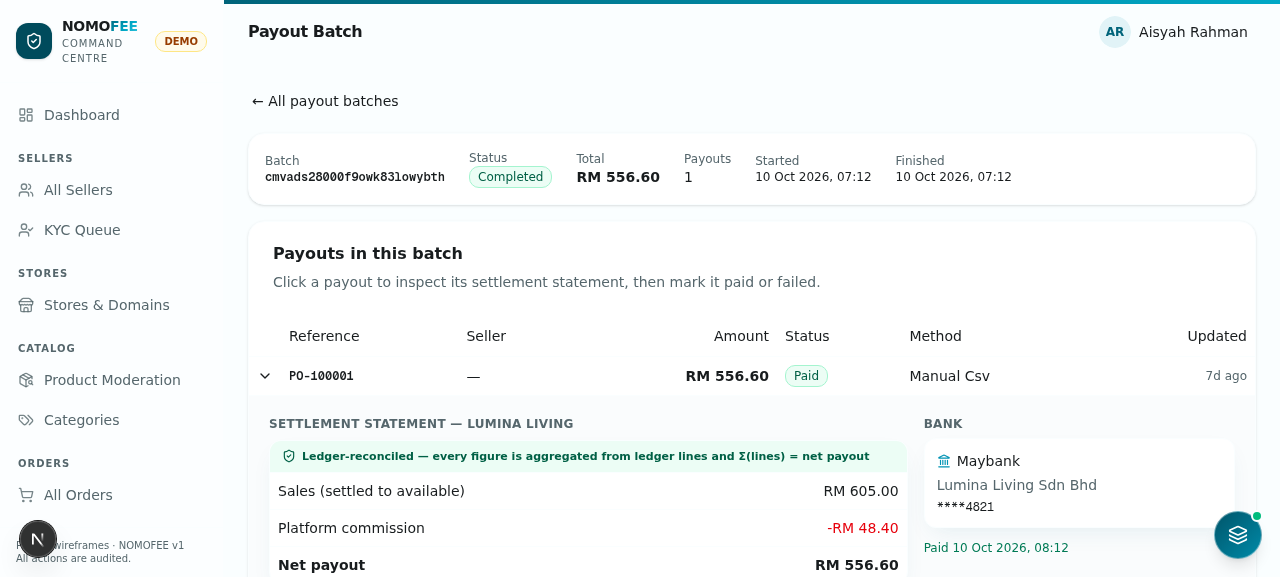 NOMOFEE
COMMAND
CENTRE
DEMO
Dashboard
SELLERS
All Sellers
KYC Queue
STORES
Stores & Domains
CATALOG
Product Moderation
Categories
ORDERS
All Orders
wireframes · NOMOFEE v1
All actions are audited.
N
Payout Batch
AR
Aisyah Rahman
← All payout batches
Batch
cmvads28000f9owk83lowybth
Status
Completed
Total
RM 556.60
Payouts
1
Started
10 Oct 2026, 07:12
Finished
10 Oct 2026, 07:12
Payouts in this batch
Click a payout to inspect its settlement statement, then mark it paid or failed.
Reference Seller Amount Status Method Updated
PO-100001 — RM 556.60 Paid Manual Csv 7d ago
SETTLEMENT STATEMENT — LUMINA LIVING
Ledger-reconciled — every figure is aggregated from ledger lines and Σ(lines) = net payout
Sales (settled to available) RM 605.00
Platform commission -RM 48.40
Net payout RM 556.60
BANK
Maybank
Lumina Living Sdn Bhd
****4821
Paid 10 Oct 2026, 08:12